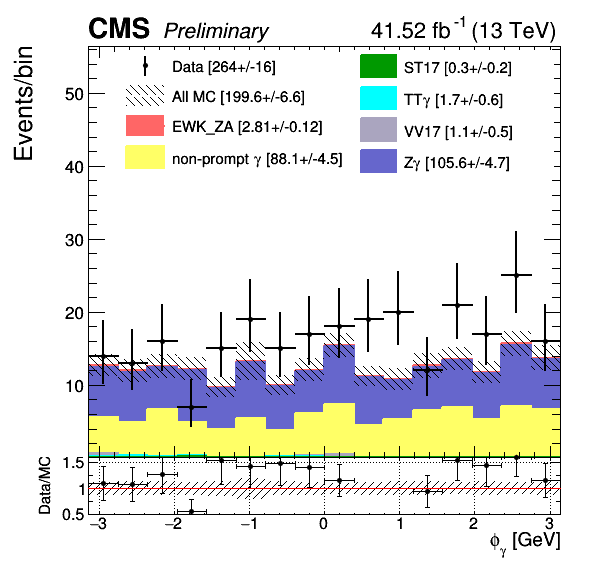 CMS Preliminary 41.52 fb⁻¹ (13 TeV)
Events/bin
Data [264+/-16]
All MC [199.6+/-6.6]
EWK_ZA [2.81+/-0.12]
non-prompt γ [88.1+/-4.5]
ST17 [0.3+/-0.2]
TTγ [1.7+/-0.6]
VV17 [1.1+/-0.5]
Zγ [105.6+/-4.7]
50
40
30
20
10
Data/MC
1.5
1
0.5
−3 −2 −1 0 1 2 3
ϕγ [GeV]